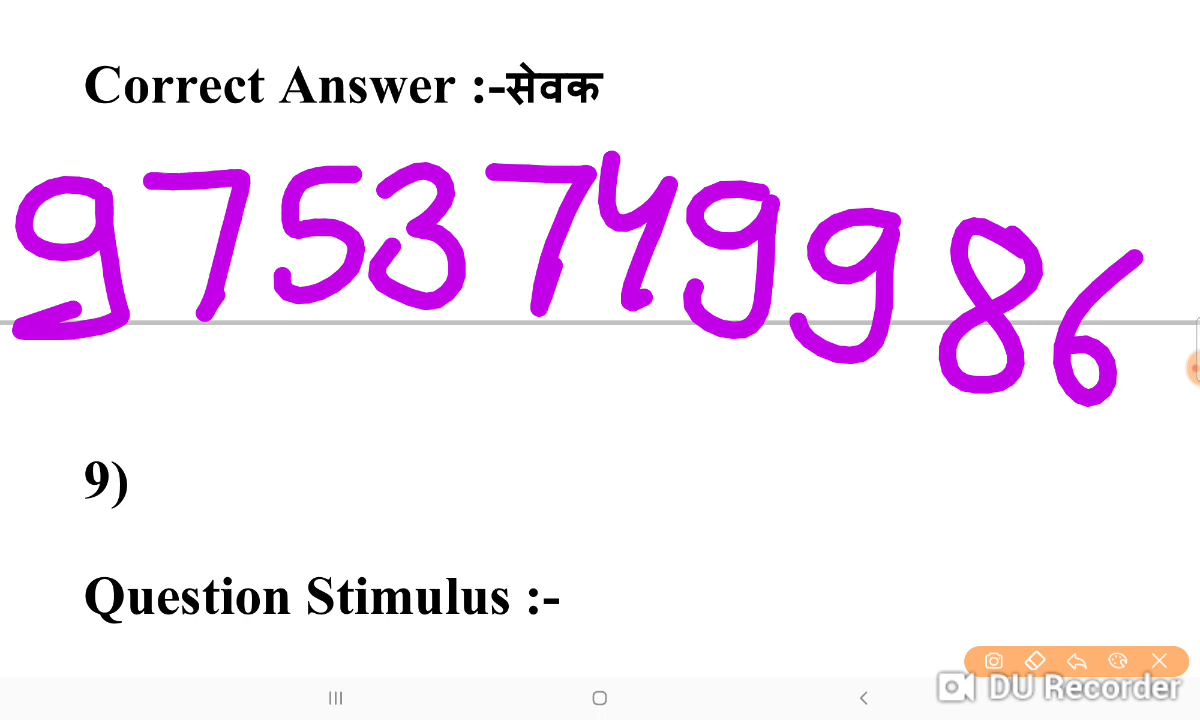 Correct Answer :-सेवक
9753749986
9)
Question Stimulus :-
DU Recorder